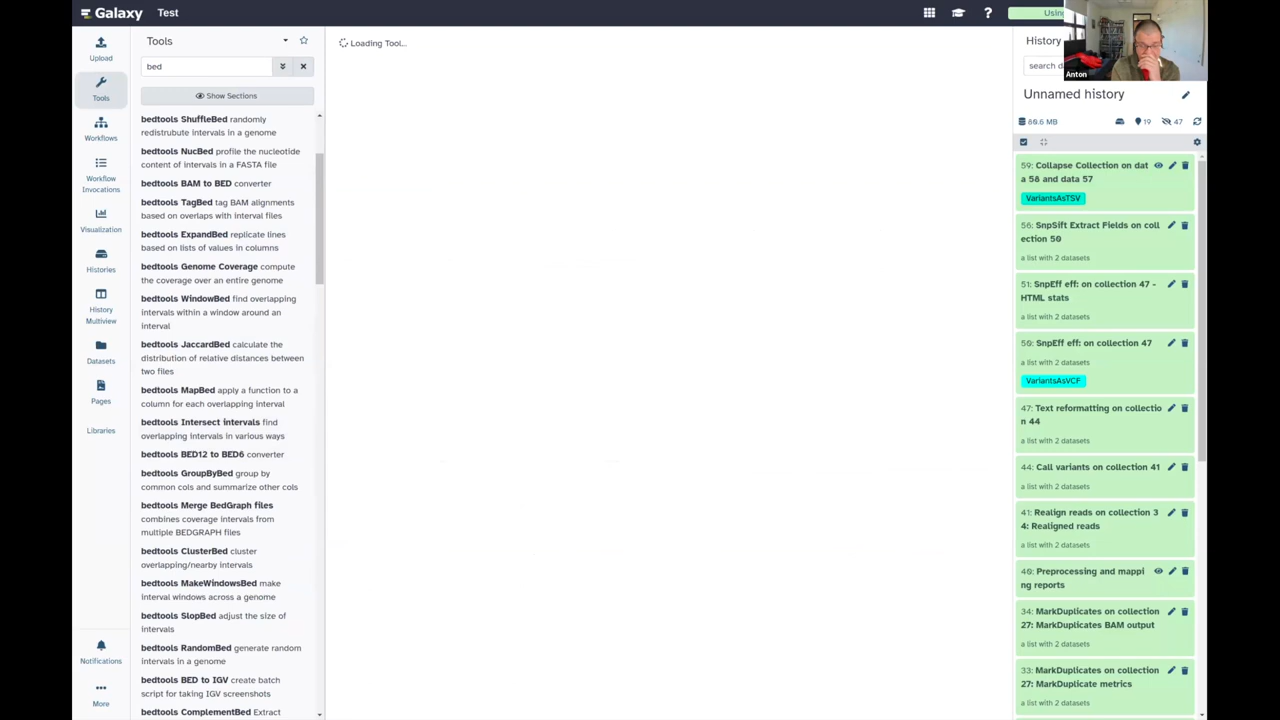 Galaxy
Test
Using
Upload
Tools
Workflows
Workflow
Invocations
Visualization
Histories
History
Multiview
Datasets
Pages
Libraries
Notifications
More
Tools
bed
Show Sections
bedtools ShuffleBed randomly
redistrubute intervals in a genome
bedtools NucBed profile the nucleotide
content of intervals in a FASTA file
bedtools BAM to BED converter
bedtools TagBed tag BAM alignments
based on overlaps with interval files
bedtools ExpandBed replicate lines
based on lists of values in columns
bedtools Genome Coverage compute
the coverage over an entire genome
bedtools WindowBed find overlapping
intervals within a window around an
interval
bedtools JaccardBed calculate the
distribution of relative distances between
two files
bedtools MapBed apply a function to a
column for each overlapping interval
bedtools Intersect intervals find
overlapping intervals in various ways
bedtools BED12 to BED6 converter
bedtools GroupByBed group by
common cols and summarize other cols
bedtools Merge BedGraph files
combines coverage intervals from
multiple BEDGRAPH files
bedtools ClusterBed cluster
overlapping/nearby intervals
bedtools MakeWindowsBed make
interval windows across a genome
bedtools SlopBed adjust the size of
intervals
bedtools RandomBed generate random
intervals in a genome
bedtools BED to IGV create batch
script for taking IGV screenshots
bedtools ComplementBed Extract
Loading Tool...
Anton
History
search da
Unnamed history
80.6 MB
19
47
59: Collapse Collection on dat
a 58 and data 57
VariantsAsTSV
56: SnpSift Extract Fields on coll
ection 50
a list with 2 datasets
51: SnpEff eff: on collection 47 -
HTML stats
a list with 2 datasets
50: SnpEff eff: on collection 47
a list with 2 datasets
VariantsAsVCF
47: Text reformatting on collectio
n 44
a list with 2 datasets
44: Call variants on collection 41
a list with 2 datasets
41: Realign reads on collection 3
4: Realigned reads
a list with 2 datasets
40: Preprocessing and mappi
ng reports
34: MarkDuplicates on collection
27: MarkDuplicates BAM output
a list with 2 datasets
33: MarkDuplicates on collection
27: MarkDuplicate metrics
a list with 2 datasets